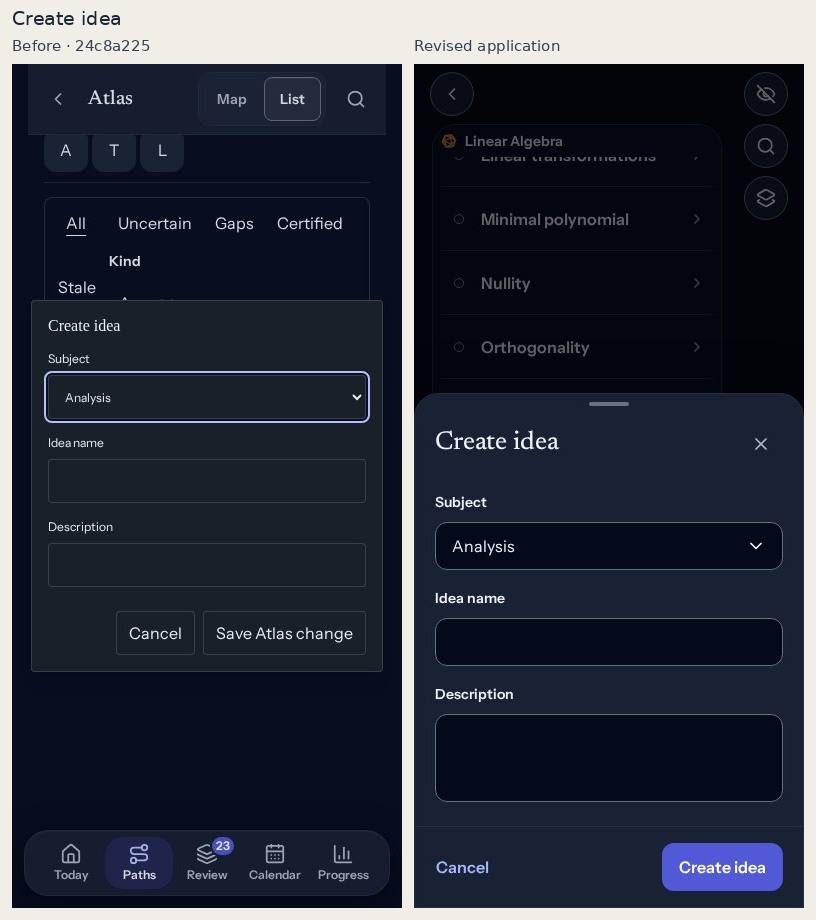 Create idea
Before · 24c8a225
Atlas
Map
List
A
T
L
All
Uncertain
Gaps
Certified
Kind
Stale
Create idea
Subject
Analysis
Idea name
Description
Cancel
Save Atlas change
Today
Paths
23
Review
Calendar
Progress
Revised application
Linear Algebra
Linear transformations
Minimal polynomial
Nullity
Orthogonality
Create idea
Subject
Analysis
Idea name
Description
Cancel
Create idea